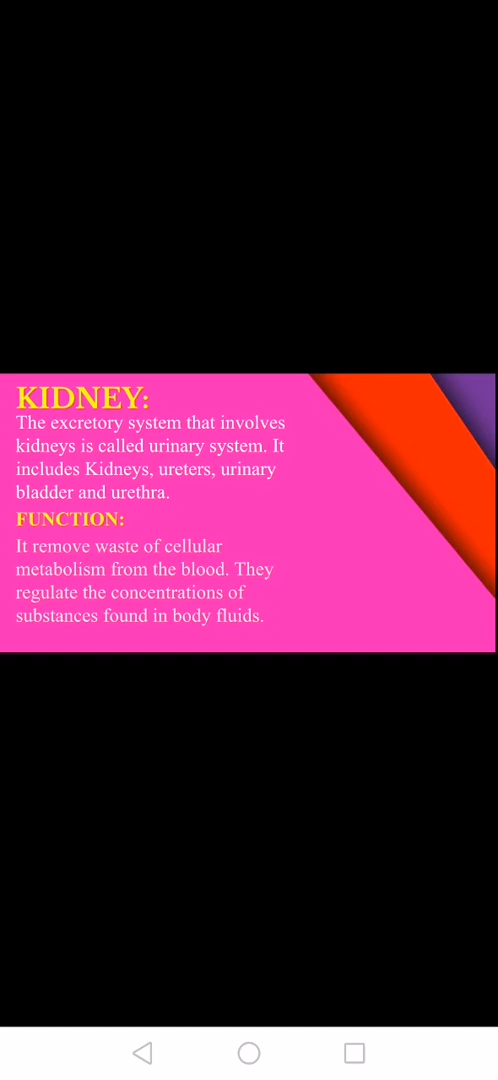 KIDNEY:
The excretory system that involves
kidneys is called urinary system. It
includes Kidneys, ureters, urinary
bladder and urethra.
FUNCTION:
It remove waste of cellular
metabolism from the blood. They
regulate the concentrations of
substances found in body fluids.